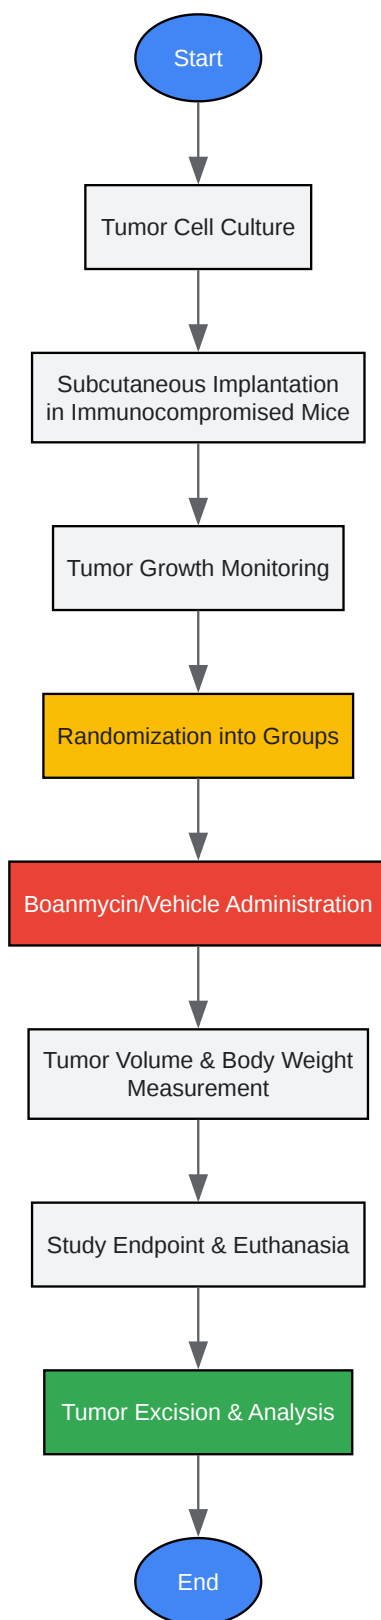 Start
Tumor Cell Culture
Subcutaneous Implantation
in Immunocompromised Mice
Tumor Growth Monitoring
Randomization into Groups
Boanmycin/Vehicle Administration
Tumor Volume & Body Weight
Measurement
Study Endpoint & Euthanasia
Tumor Excision & Analysis
End